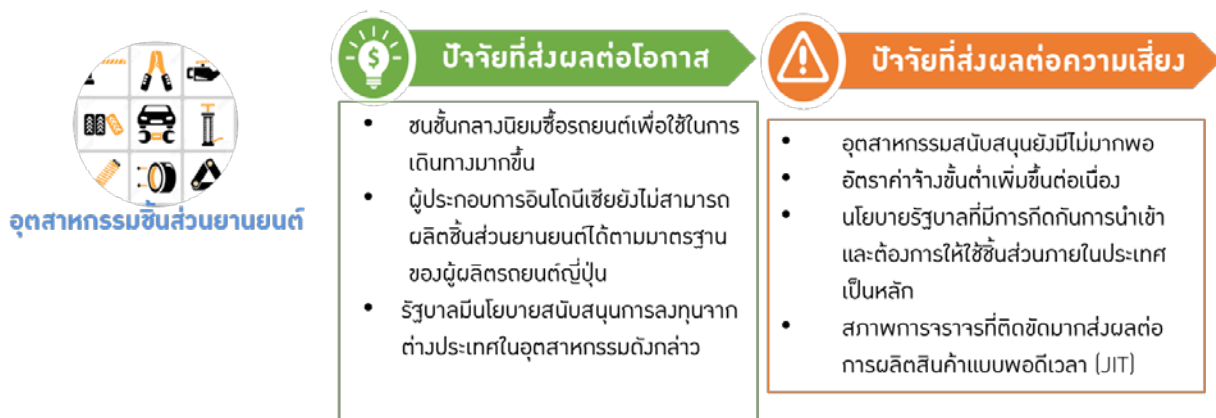 อุตสาหกรรมชิ้นส่วนยานยนต์
ปัจจัยที่ส่งผลต่อโอกาส
• ชนชั้นกลางนิยมซื้อรถยนต์เพื่อใช้ในการ
เดินทางมากขึ้น
• ผู้ประกอบการอินโดนีเซียยังไม่สามารถ
ผลิตชิ้นส่วนยานยนต์ได้ตามมาตรฐาน
ของผู้ผลิตรถยนต์ญี่ปุ่น
• รัฐบาลมีนโยบายสนับสนุนการลงทุนจาก
ต่างประเทศในอุตสาหกรรมดังกล่าว
ปัจจัยที่ส่งผลต่อความเสี่ยง
• อุตสาหกรรมสนับสนุนยังมีไม่มากพอ
• อัตราค่าจ้างขั้นต่ำเพิ่มขึ้นต่อเนื่อง
• นโยบายรัฐบาลที่มีการกีดกันการนำเข้า
และต้องการให้ใช้ชิ้นส่วนภายในประเทศ
เป็นหลัก
• สภาพการจราจรที่ติดขัดมากส่งผลต่อ
การผลิตสินค้าแบบพอดีเวลา (JIT)